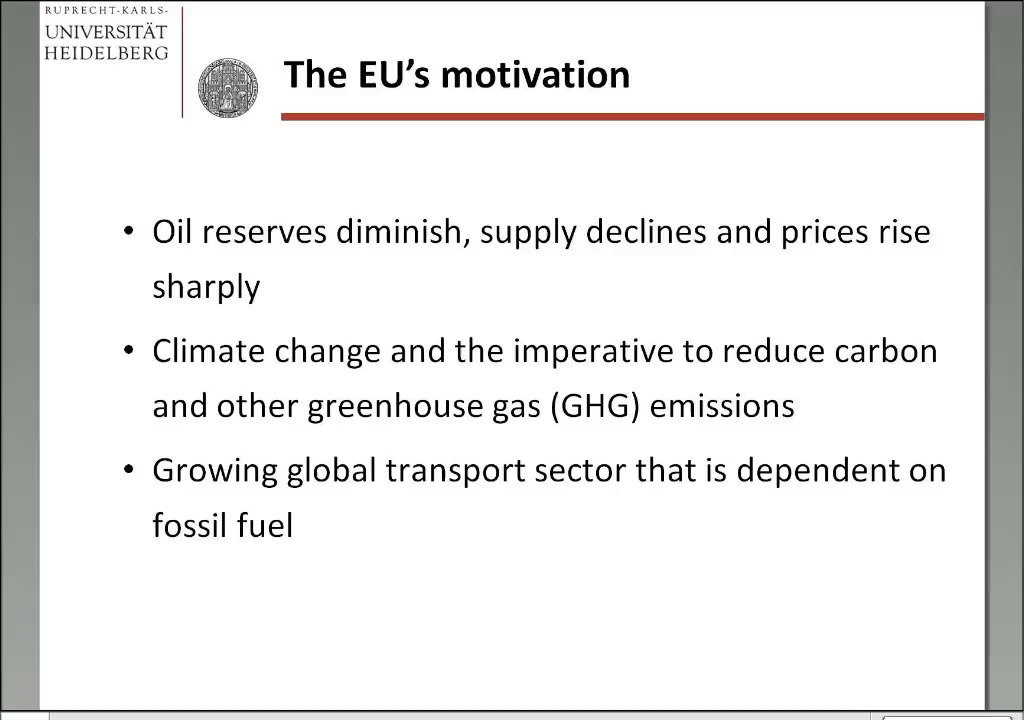 RUPRECHT-KARLS-
UNIVERSITÄT
HEIDELBERG
The EU’s motivation
• Oil reserves diminish, supply declines and prices rise
sharply
• Climate change and the imperative to reduce carbon
and other greenhouse gas (GHG) emissions
• Growing global transport sector that is dependent on
fossil fuel